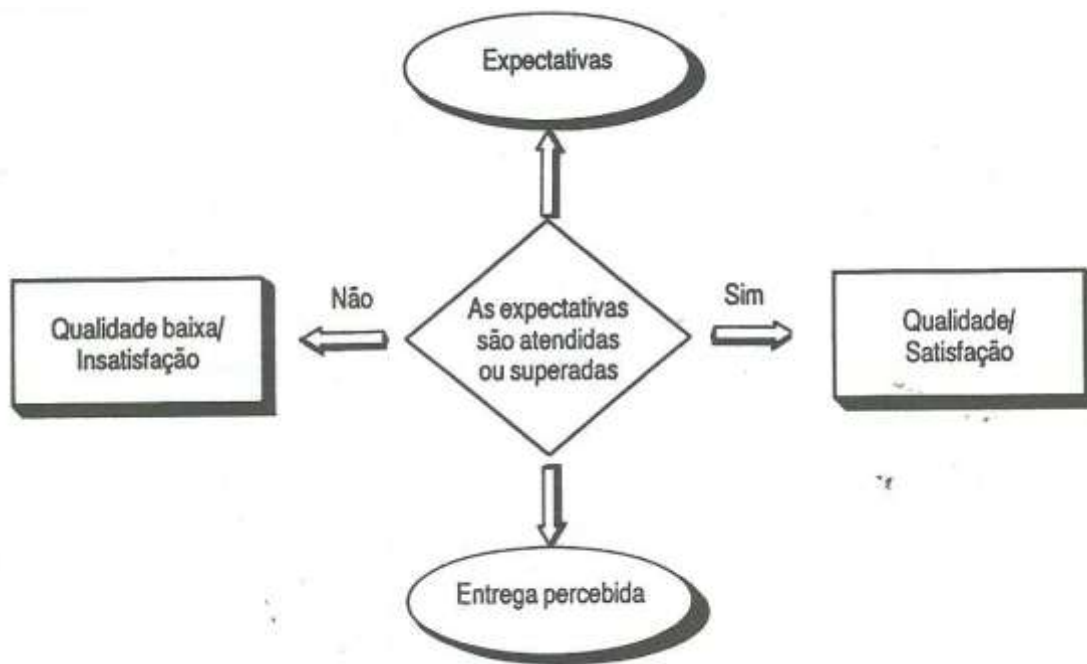 Expectativas
Não
Sim
Qualidade baixa/
Insatisfação
As expectativas
são atendidas
ou superadas
Qualidade/
Satisfação
Entrega percebida